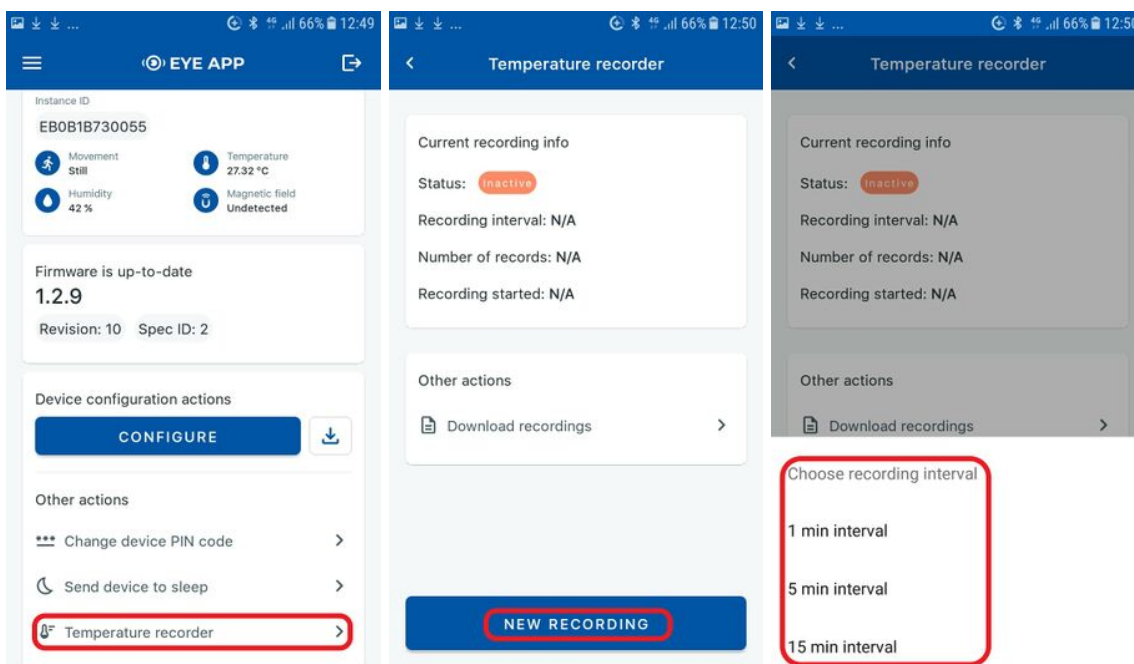 ... 66% 12:49
EYE APP
Instance ID
EB0B1B730055
Movement
Still
Temperature
27.32 °C
Humidity
42 %
Magnetic field
Undetected
Firmware is up-to-date
1.2.9
Revision: 10 Spec ID: 2
Device configuration actions
CONFIGURE
Other actions
Change device PIN code
Send device to sleep
Temperature recorder
... 66% 12:50
Temperature recorder
Current recording info
Status: Inactive
Recording interval: N/A
Number of records: N/A
Recording started: N/A
Other actions
Download recordings
NEW RECORDING
... 66% 12:50
Temperature recorder
Current recording info
Status: Inactive
Recording interval: N/A
Number of records: N/A
Recording started: N/A
Other actions
Download recordings
Choose recording interval
1 min interval
5 min interval
15 min interval